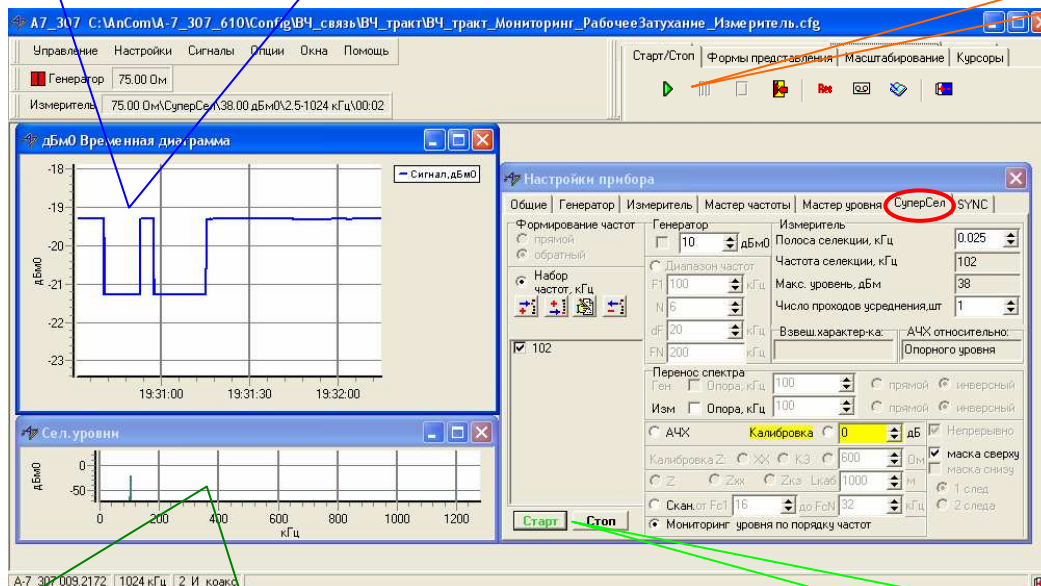 A7_307 C:\AnCom\A-7_307_610\Config\ВЧ_связь\ВЧ_тракт\ВЧ_тракт_Мониторинг_РабочееЗатухание_Измеритель.cfg
Управление Настройки Сигналы Опции Окна Помощь
Генератор 75.00 Ом
Измеритель 75.00 Ом\СуперСел\38.00 дБм0\2.5-1024 кГц\00:02
Старт/Стоп Формы представления Масштабирование Курсоры
Res
дБм0 Временная диаграмма
Сигнал,дБм0
-18
-19
-20
-21
-22
-23
дБм0
19:31:00 19:31:30 19:32:00
Сел.уровни
дБм0
0
-50
0 200 400 600 800 1000 1200
кГц
Настройки прибора
Общие Генератор Измеритель Мастер частоты Мастер уровня СуперСел SYNC
Формирование частот
прямой
обратный
Набор
частот, кГц
102
Старт Стоп
Генератор
10 дБм0
Диапазон частот
F1 100 кГц
N 6
dF 20 кГц
FN 200 кГц
Измеритель
Полоса селекции, кГц 0.025
Частота селекции, кГц 102
Макс. уровень, дБм 38
Число проходов усреднения,шт 1
Взвеш.характер-ка:
АЧХ относительно:
Опорного уровня
Перенос спектра
Ген Опора, кГц 100 прямой инверсный
Изм Опора, кГц 100 прямой инверсный
АЧХ Калибровка 0 дБ Непрерывно
Калибровка Z: XX КЗ 600 Ом маска сверху
маска снизу
Z Zxx Zкз Lкаб 1000 м
1 след
Скан.от Fc1 16 до FcN 32 кГц 2 следа
Мониторинг уровня по порядку частот
А-7 307 009.2172 1024 кГц 2 И коакс